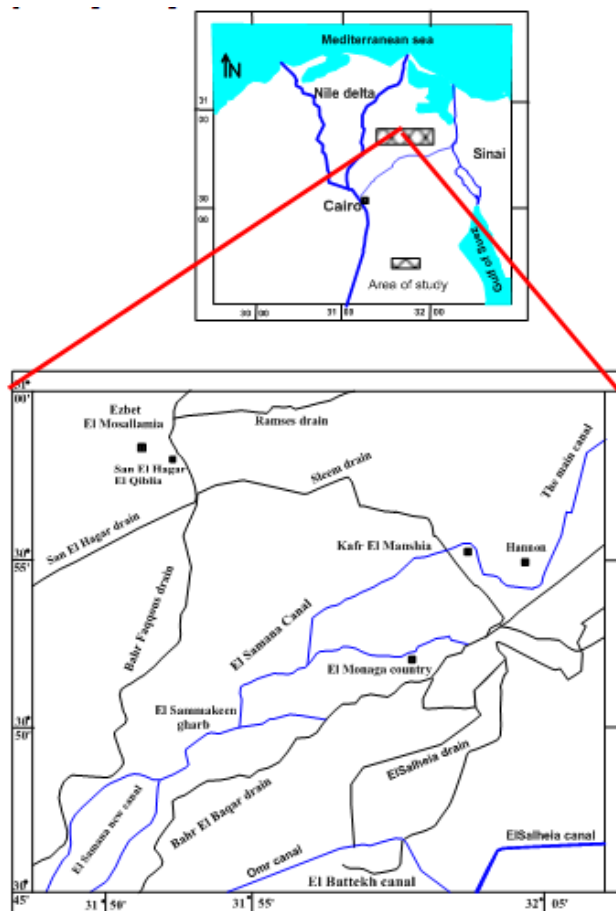 Mediterranean sea
N
Nile delta
31
00
Sinai
30
00
Cairo
Gulf of Suez
Area of study
30 00
31 00
32 00
31°
00'
Ezbet
El Mosallamia
Ramses drain
San El Hagar
El Qiblia
Sleem drain
The main canal
San El Hagar drain
Kafr El Manshia
Hannon
30°
55'
Bahr Faqqous drain
El Samana Canal
El Monaga country
El Sammakeen
gharb
30°
50'
ElSalheia drain
El Samana new canal
Bahr El Baqar drain
ElSalheia canal
Omr canal
El Battekh canal
30°
45'
31 50'
31 55'
32 05'